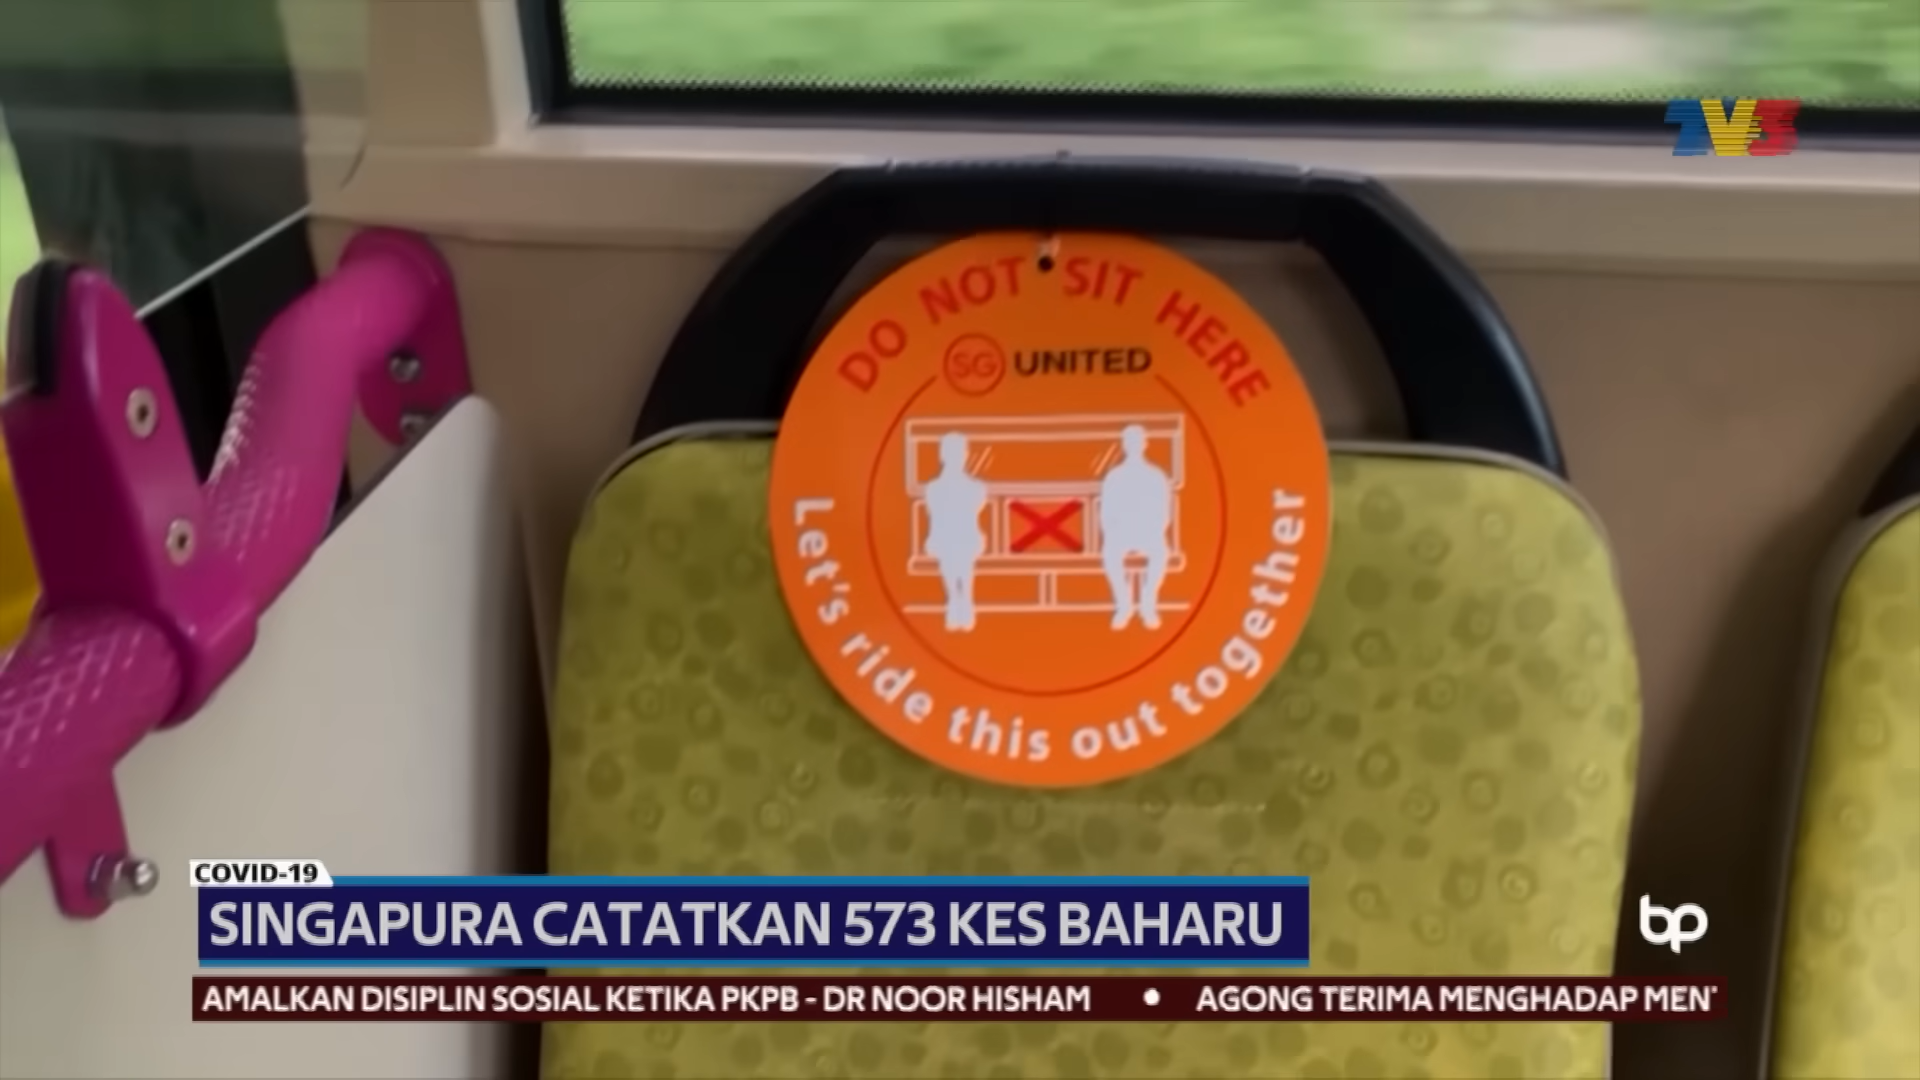 TV3
DO NOT SIT HERE
SG UNITED
Let's ride this out together
COVID-19
SINGAPURA CATATKAN 573 KES BAHARU
bp
AMALKAN DISIPLIN SOSIAL KETIKA PKPB - DR NOOR HISHAM • AGONG TERIMA MENGHADAP